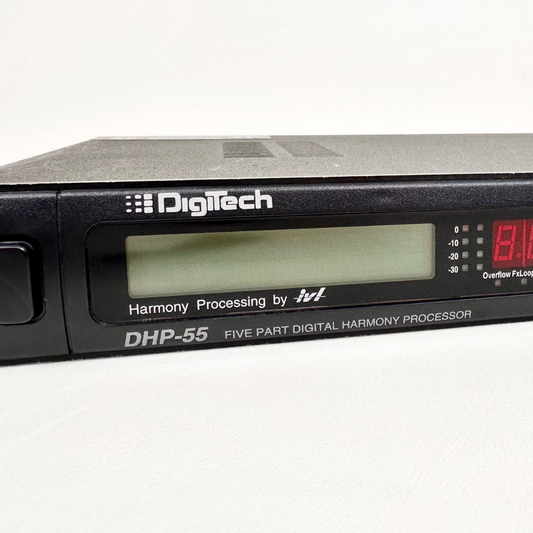 DigiTech
0
-10
-20
-30
Overflow FxLoop
Harmony Processing by ivl
DHP-55 FIVE PART DIGITAL HARMONY PROCESSOR